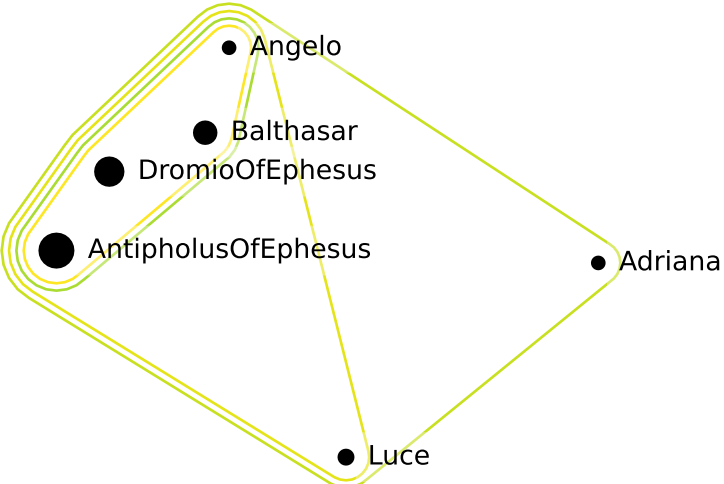 Angelo
Balthasar
DromioOfEphesus
AntipholusOfEphesus
Adriana
Luce